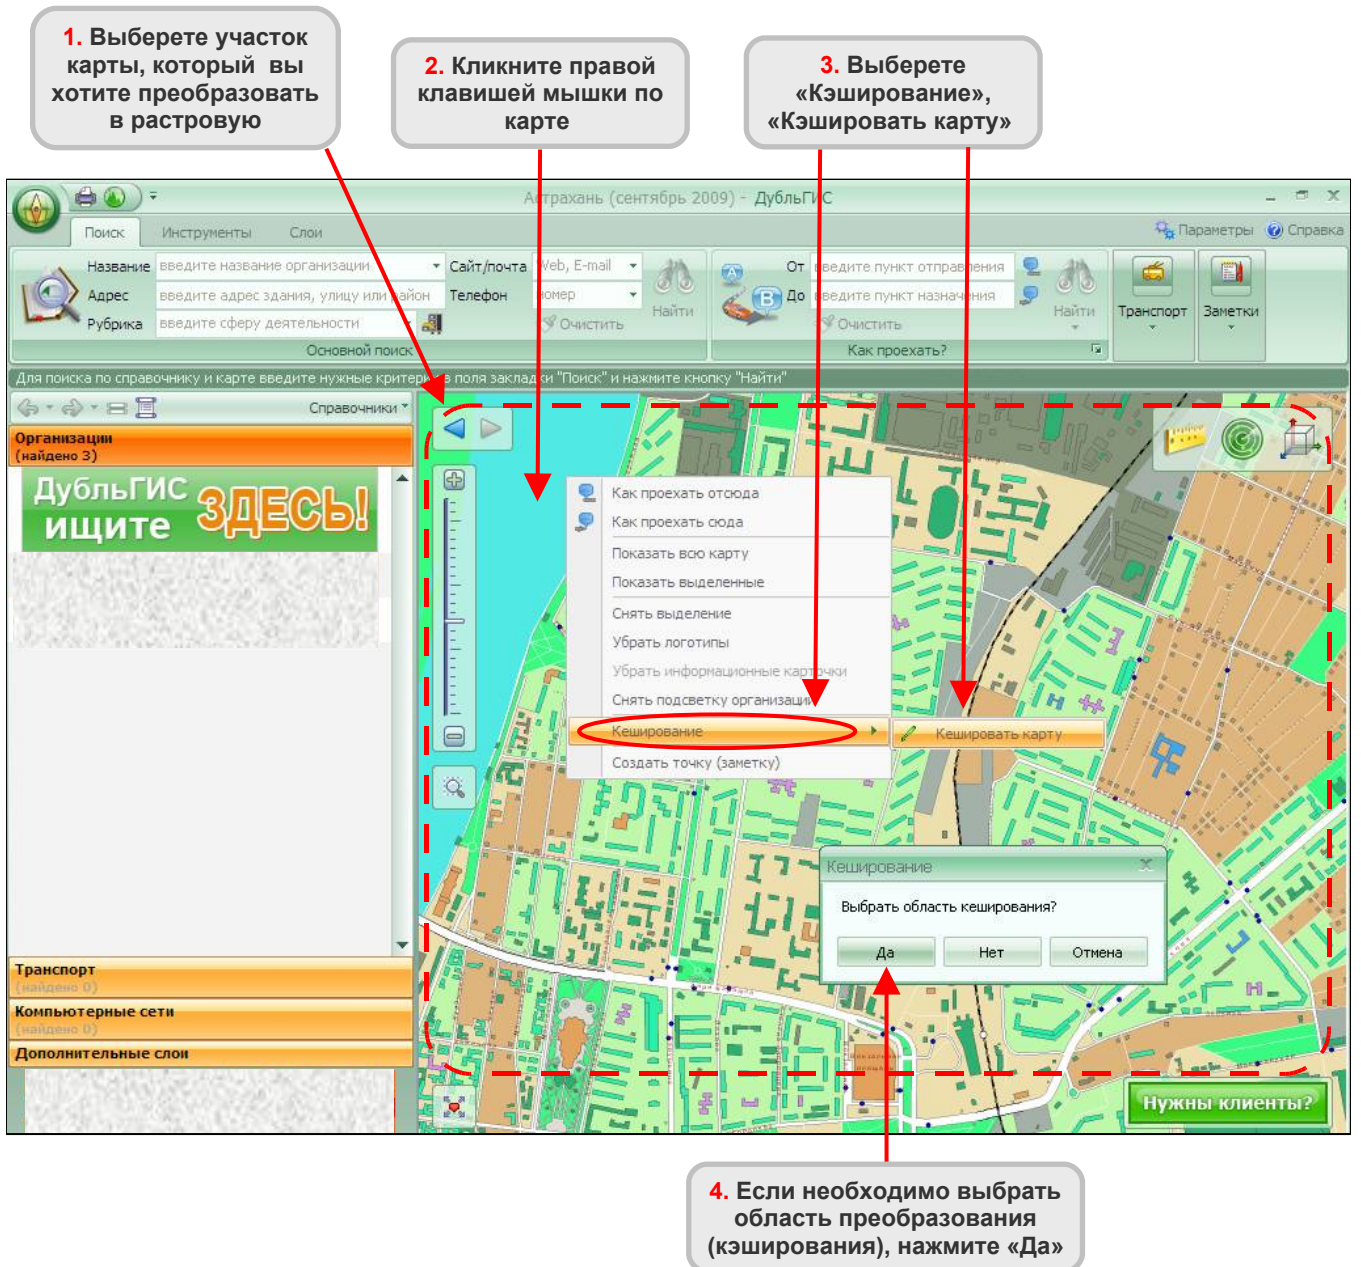 1. Выберете участок
карты, который вы
хотите преобразовать
в растровую
2. Кликните правой
клавишей мышки по
карте
3. Выберете
«Кэширование»,
«Кэшировать карту»
Астрахань (сентябрь 2009) - ДубльГИС
Поиск Инструменты Слои Параметры Справка
Название введите название организации Сайт/почта Web, E-mail От введите пункт отправления
Адрес введите адрес здания, улицу или район Телефон номер До введите пункт назначения
Найти Найти Транспорт Заметки
Рубрика введите сферу деятельности Очистить Очистить
Основной поиск Как проехать?
Для поиска по справочнику и карте введите нужные критерии в поля закладки "Поиск" и нажмите кнопку "Найти"
Справочники
Организации
(найдено 3)
ДубльГИС
ищите ЗДЕСЬ!
Как проехать отсюда
Как проехать сюда
Показать всю карту
Показать выделенные
Снять выделение
Убрать логотипы
Убрать информационные карточки
Снять подсветку организаций
Кеширование Кешировать карту
Создать точку (заметку)
Кеширование
Выбрать область кеширования?
Да Нет Отмена
Транспорт
(найдено 0)
Компьютерные сети
(найдено 0)
Дополнительные слои
Нужны клиенты?
4. Если необходимо выбрать
область преобразования
(кэширования), нажмите «Да»